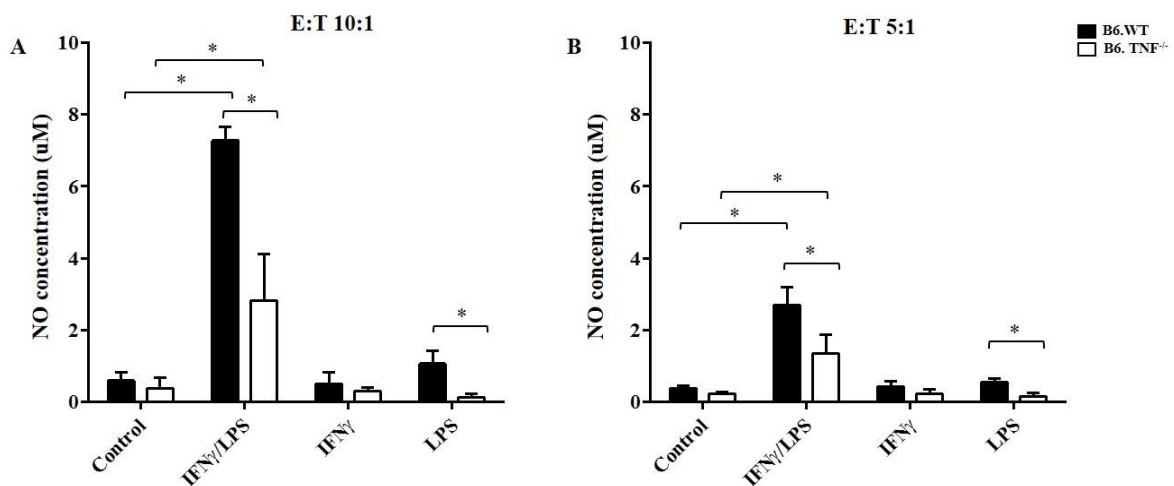 A
E:T 10:1
NO concentration (uM)
10
8
6
4
2
0
*
*
*
*
Control
IFNγ/LPS
IFNγ
LPS
B
E:T 5:1
NO concentration (uM)
10
8
6
4
2
0
*
*
*
*
Control
IFNγ/LPS
IFNγ
LPS
B6.WT
B6. TNF⁻/⁻